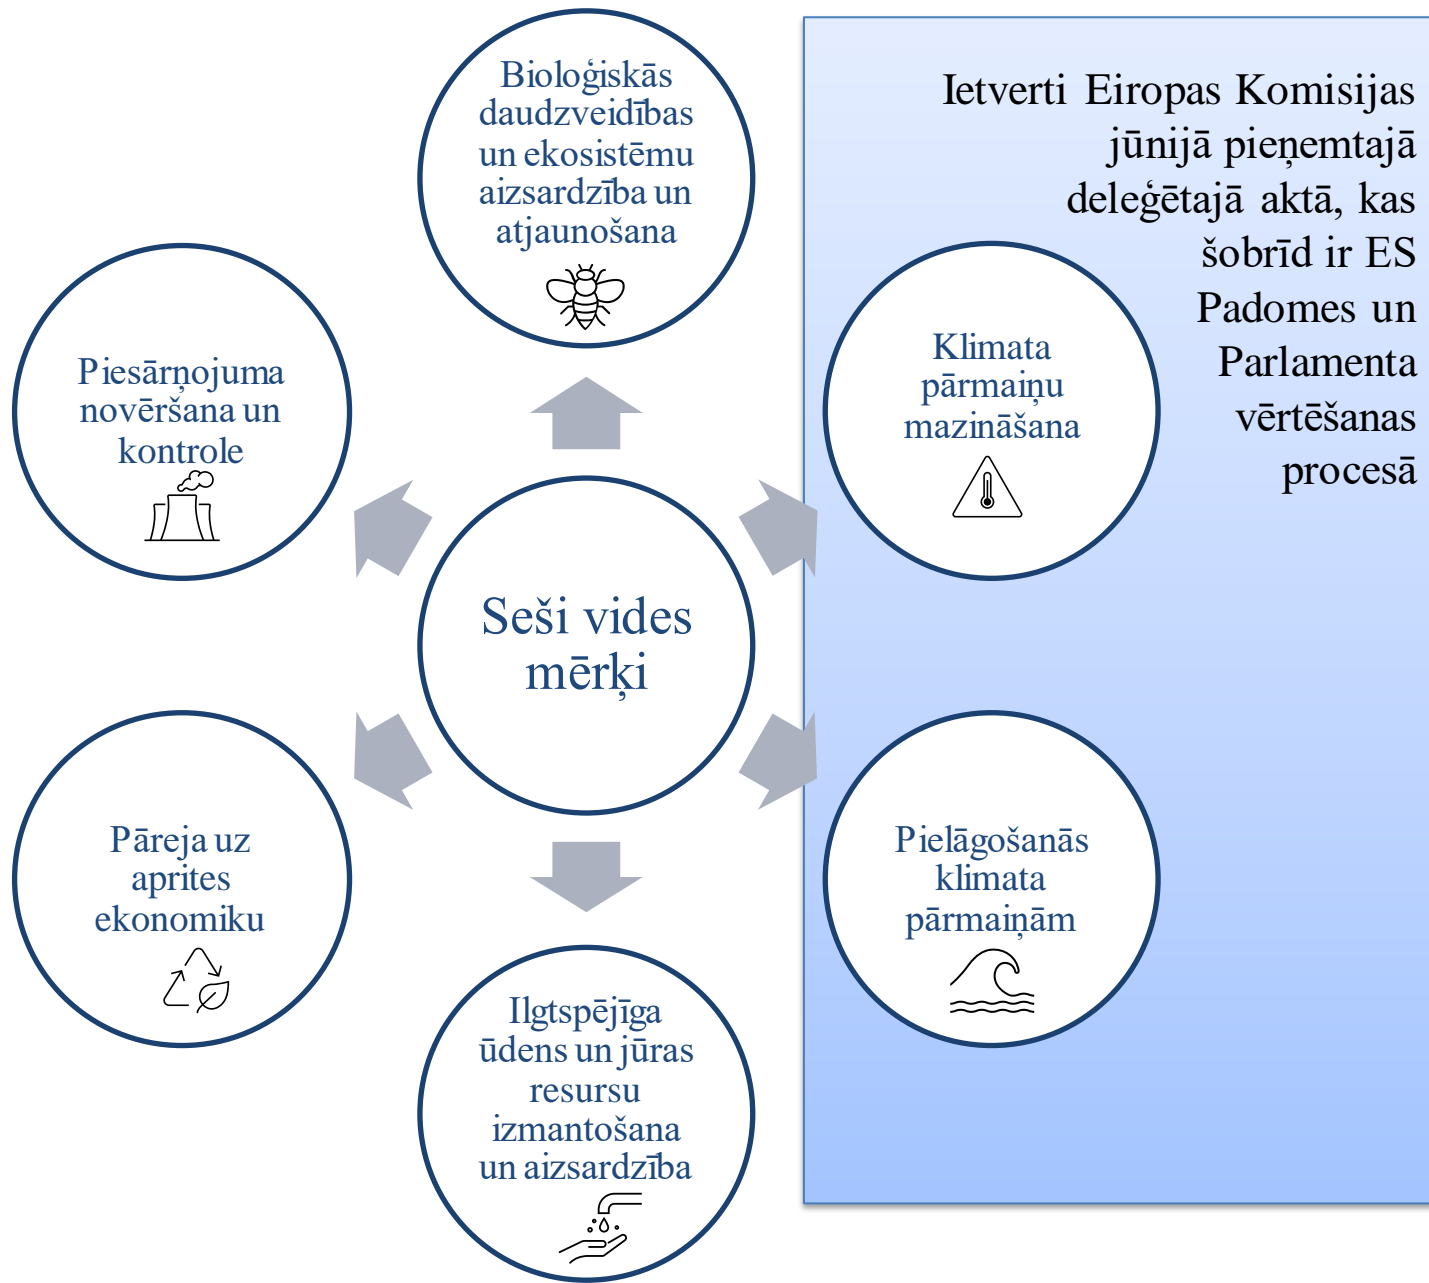 Bioloģiskās
daudzveidības
un ekosistēmu
aizsardzība un
atjaunošana
Ietverti Eiropas Komisijas
jūnijā pieņemtajā
deleģētajā aktā, kas
šobrīd ir ES
Padomes un
Parlamenta
vērtēšanas
procesā
Piesārņojuma
novēršana un
kontrole
Klimata
pārmaiņu
mazināšana
Seši vides
mērķi
Pāreja uz
aprites
ekonomiku
Pielāgošanās
klimata
pārmaiņām
Ilgtspējīga
ūdens un jūras
resursu
izmantošana
un aizsardzība